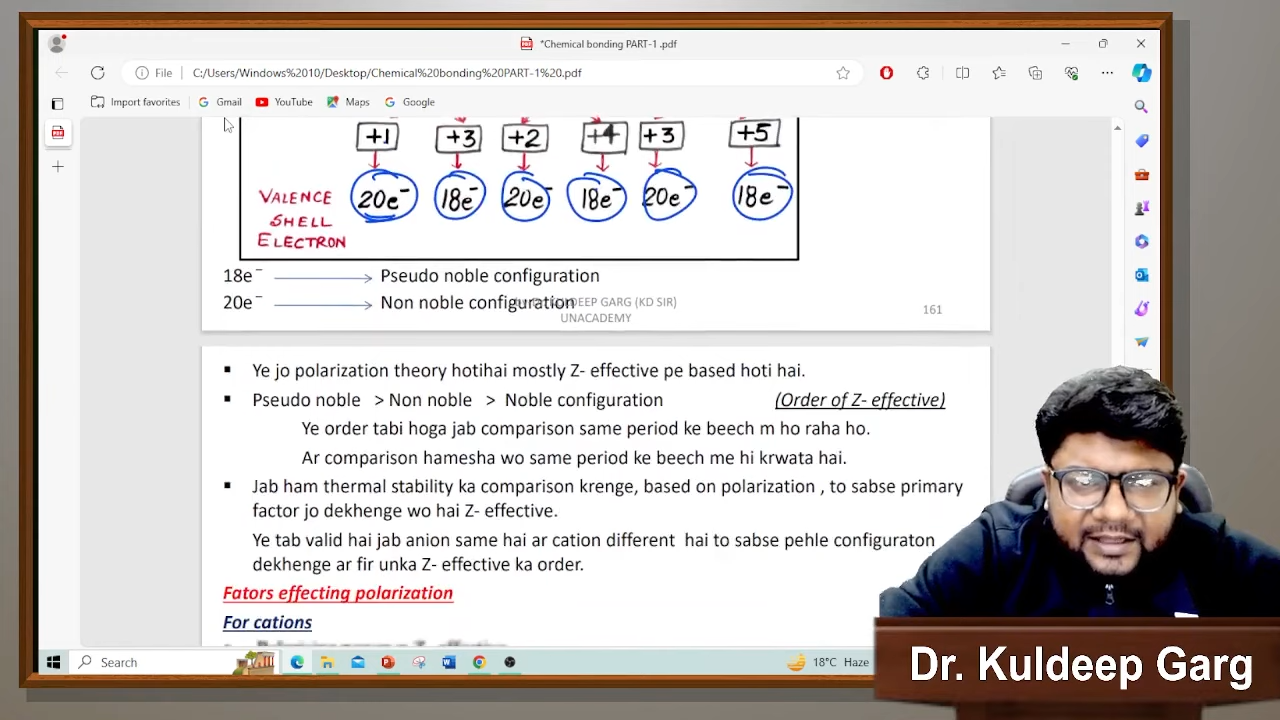 *Chemical bonding PART-1 .pdf
File C:/Users/Windows%2010/Desktop/Chemical%20bonding%20PART-1%20.pdf
Import favorites Gmail YouTube Maps Google
+1 +3 +2 +4 +3 +5
VALENCE SHELL ELECTRON 20e⁻ 18e⁻ 20e⁻ 18e⁻ 20e⁻ 18e⁻
18e⁻ → Pseudo noble configuration
20e⁻ → Non noble configuration
KULDEEP GARG (KD SIR)
UNACADEMY
161
▪ Ye jo polarization theory hotihai mostly Z- effective pe based hoti hai.
▪ Pseudo noble > Non noble > Noble configuration (Order of Z- effective)
Ye order tabi hoga jab comparison same period ke beech m ho raha ho.
Ar comparison hamesha wo same period ke beech me hi krwata hai.
▪ Jab ham thermal stability ka comparison krenge, based on polarization , to sabse primary
factor jo dekhenge wo hai Z- effective.
Ye tab valid hai jab anion same hai ar cation different hai to sabse pehle configuraton
dekhenge ar fir unka Z- effective ka order.
Fators effecting polarization
For cations
Search
18°C Haze
Dr. Kuldeep Garg